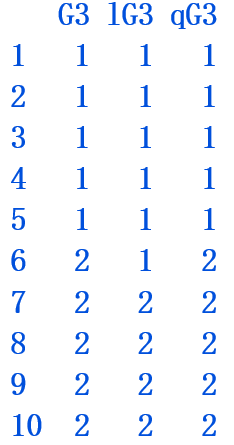 G3 lG3 qG3
1 1 1 1
2 1 1 1
3 1 1 1
4 1 1 1
5 1 1 1
6 2 1 2
7 2 2 2
8 2 2 2
9 2 2 2
10 2 2 2